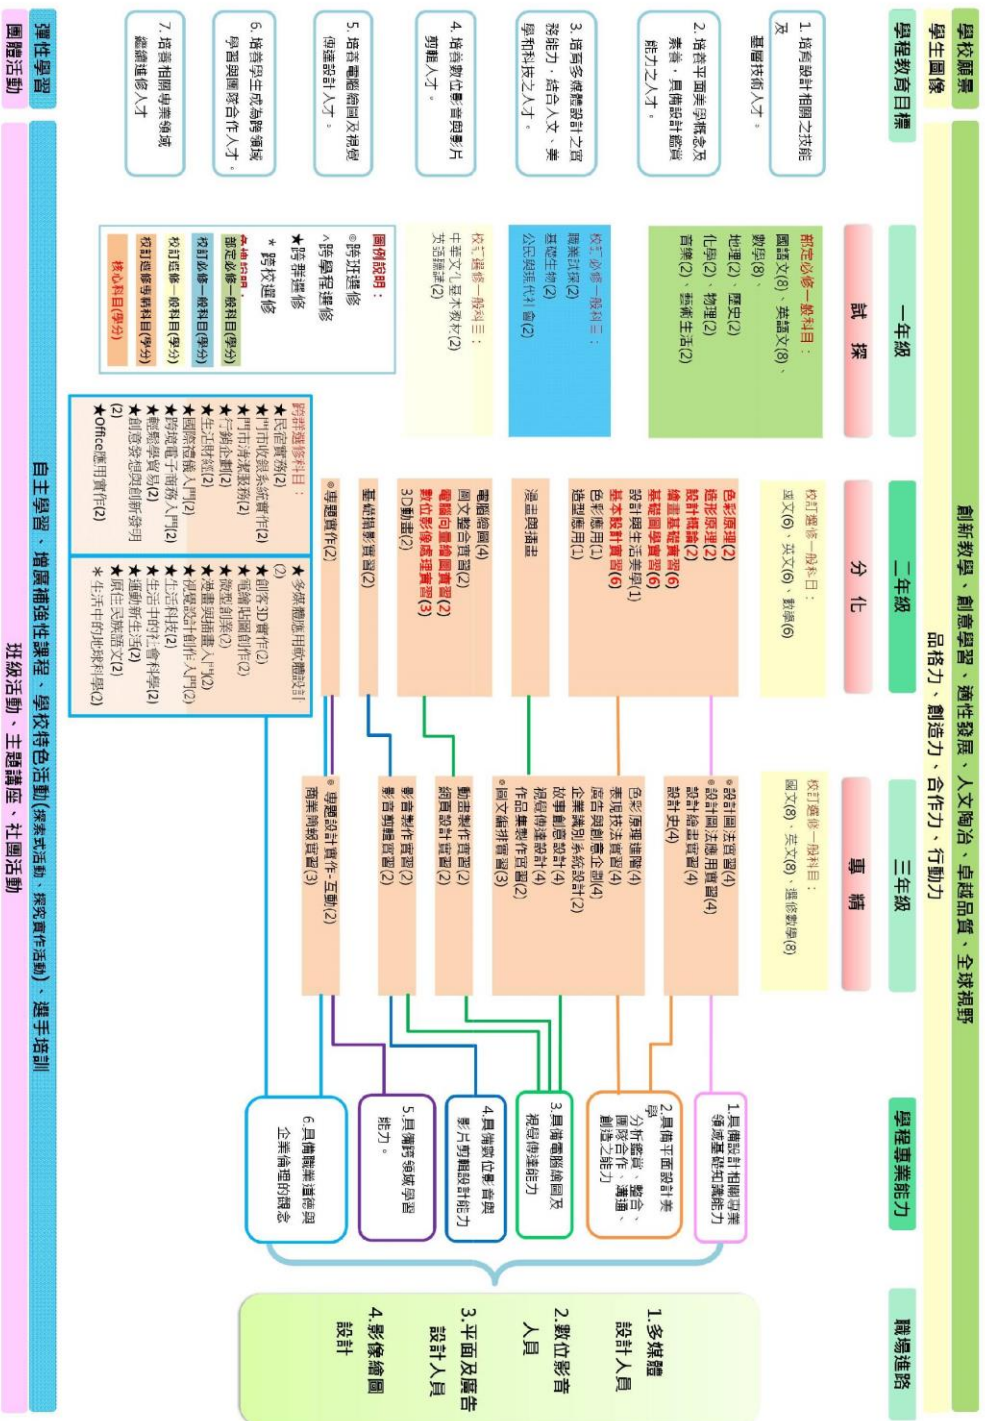 學校願景
創新教學、創意學習、適性發展、人文陶冶、卓越品質、全球視野
學生圖像
品格力、創造力、合作力、行動力
學程教育目標
一年級
二年級
三年級
學程專業能力
職場進路
試 探
分 化
專 精
1. 培育設計相關之技能
及
基層技術人才。
2. 培養平面美學概念及
素養，具備設計鑑賞
能力之人才。
3. 培育多媒體設計之實
務能力，結合人文、美
學和科技之人才。
4. 培養數位影音與影片
剪輯人才。
5. 培養電腦繪圖及視覺
傳達設計人才。
6. 培養學生成為跨領域
學習與團隊合作人才。
7. 培養相關專業領域
繼續進修人才
部定必修一般科目：
國語文(8)、英語文(8)、
數學(8)、
地理(2)、歷史(2)
化學(2)、物理(2)
音樂(2)、藝術生活(2)
校訂必修一般科目：
職業試探(2)
基礎生物(2)
公民與現代社會(2)
校訂選修一般科目：
中華文化基本教材(2)
英語聽講(2)
圖例說明：
◎跨班選修
^跨學程選修
★跨群選修
* 跨校選修
部定必修一般科目(學分)
校訂必修一般科目(學分)
校訂選修一般科目(學分)
校訂選修專精科目(學分)
核心科目(學分)
校訂選修一般科目：
國文(6)、英文(6)、數學(6)
色彩原理(2)
造形原理(2)
設計概論(2)
繪畫基礎實習(6)
基礎圖學實習(6)
設計與生活美學(1)
基本設計實習(6)
色彩應用(1)
造型應用(1)
漫畫與插畫
電腦繪圖(4)
圖文整合實習(2)
電腦向量繪圖實習(2)
數位影像處理實習(3)
3D動畫(2)
基礎攝影實習(2)
◎專題實作(2)
跨群選修科目：
★民宿實務(2)
★門市收銀系統實作(2)
★門市清潔服務(2)
★行銷企劃(2)
★生活財經(2)
★國際禮儀入門(2)
★跨境電子商務入門(2)
★輕鬆學貿易(2)
★創意發想與創新發明
(2)
★Office應用實作(2)
★多媒體應用軟體設計
(2)
★創客3D實作(2)
★電繪貼圖創作(2)
★微型創業(2)
★漫畫與插畫入門(2)
★視覺設計創作入門(2)
★生活科技(2)
★生活中的社會科學(2)
★運動新生活(2)
★原住民族語文(2)
＊生活中的地球科學(2)
校訂選修一般科目：
國文(8)、英文(8)、選修數學(8)
◎設計圖法實習(4)
◎設計圖法應用實習(4)
設計繪畫實習(4)
設計史(4)
色彩原理進階(4)
表現技法實習(4)
廣告與創意企劃(4)
企業識別系統設計(2)
故事創意設計(4)
視覺傳達設計(4)
作品集製作實習(2)
◎圖文編排實習(3)
動畫製作實習(2)
網頁設計實習(2)
影音製作實習(2)
影音剪輯實習(2)
◎ 專題設計實作-互動(2)
商業簡報實習(3)
1.具備設計相關專業
領域基礎知識能力
2.具備平面設計美
學
分析鑑賞、整合、
團隊合作、溝通、
創造之能力
3.具備電腦繪圖及
視覺傳達能力
4.具備數位影音與
影片剪輯設計能力
5.具備跨領域學習
能力。
6.具備職業道德與
企業倫理的觀念
1.多媒體
設計人員
2.數位影音
人員
3.平面及廣告
設計人員
4.影像繪圖
設計
彈性學習
自主學習、增廣補強性課程、學校特色活動(探索式活動、探究實作活動)、選手培訓
團體活動
班級活動、主題講座、社團活動